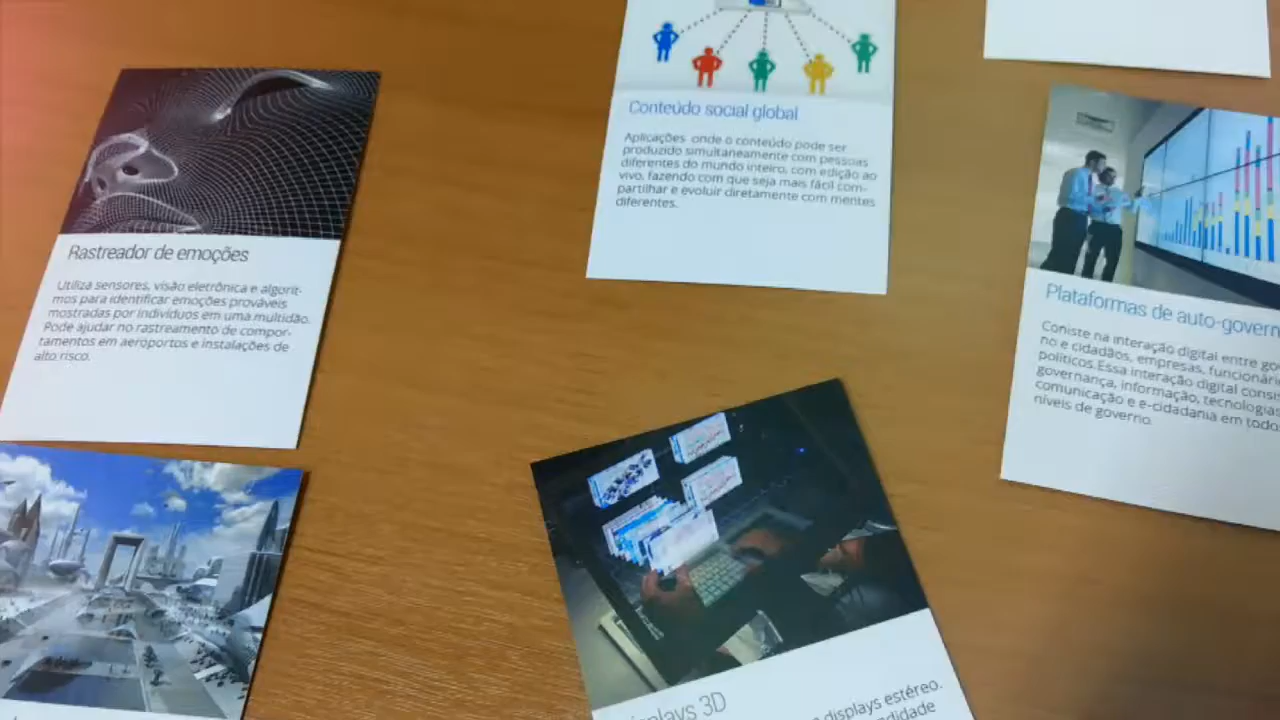 Rastreador de emoções
Utiliza sensores, visão eletrônica e algorit-
mos para identificar emoções prováveis
mostradas por indivíduos em uma multidão.
Pode ajudar no rastreamento de compor-
tamentos em aeroportos e instalações de
alto risco.
Conteúdo social global
Aplicações onde o conteúdo pode ser
produzido simultaneamente com pessoas
diferentes do mundo inteiro, com edição ao
vivo, fazendo com que seja mais fácil com-
partilhar e evoluir diretamente com mentes
diferentes.
Plataformas de auto-govern
Coniste na interação digital entre go
no e cidadãos, empresas, funcionári
políticos.Essa interação digital consis
governança, informação, tecnologias
comunicação e e-cidadania em todo
níveis de governo.
isplays 3D
displays estéreo.